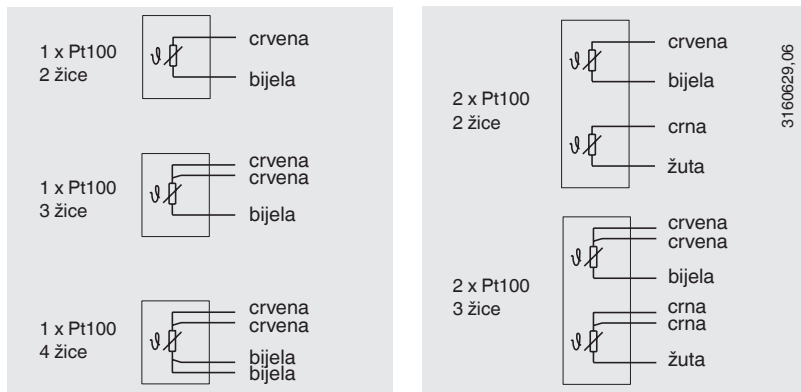 1 x Pt100
2 žice
crvena
bijela
1 x Pt100
3 žice
crvena
crvena
bijela
1 x Pt100
4 žice
crvena
crvena
bijela
bijela
2 x Pt100
2 žice
crvena
bijela
crna
žuta
2 x Pt100
3 žice
crvena
crvena
bijela
crna
crna
žuta
3160629,06